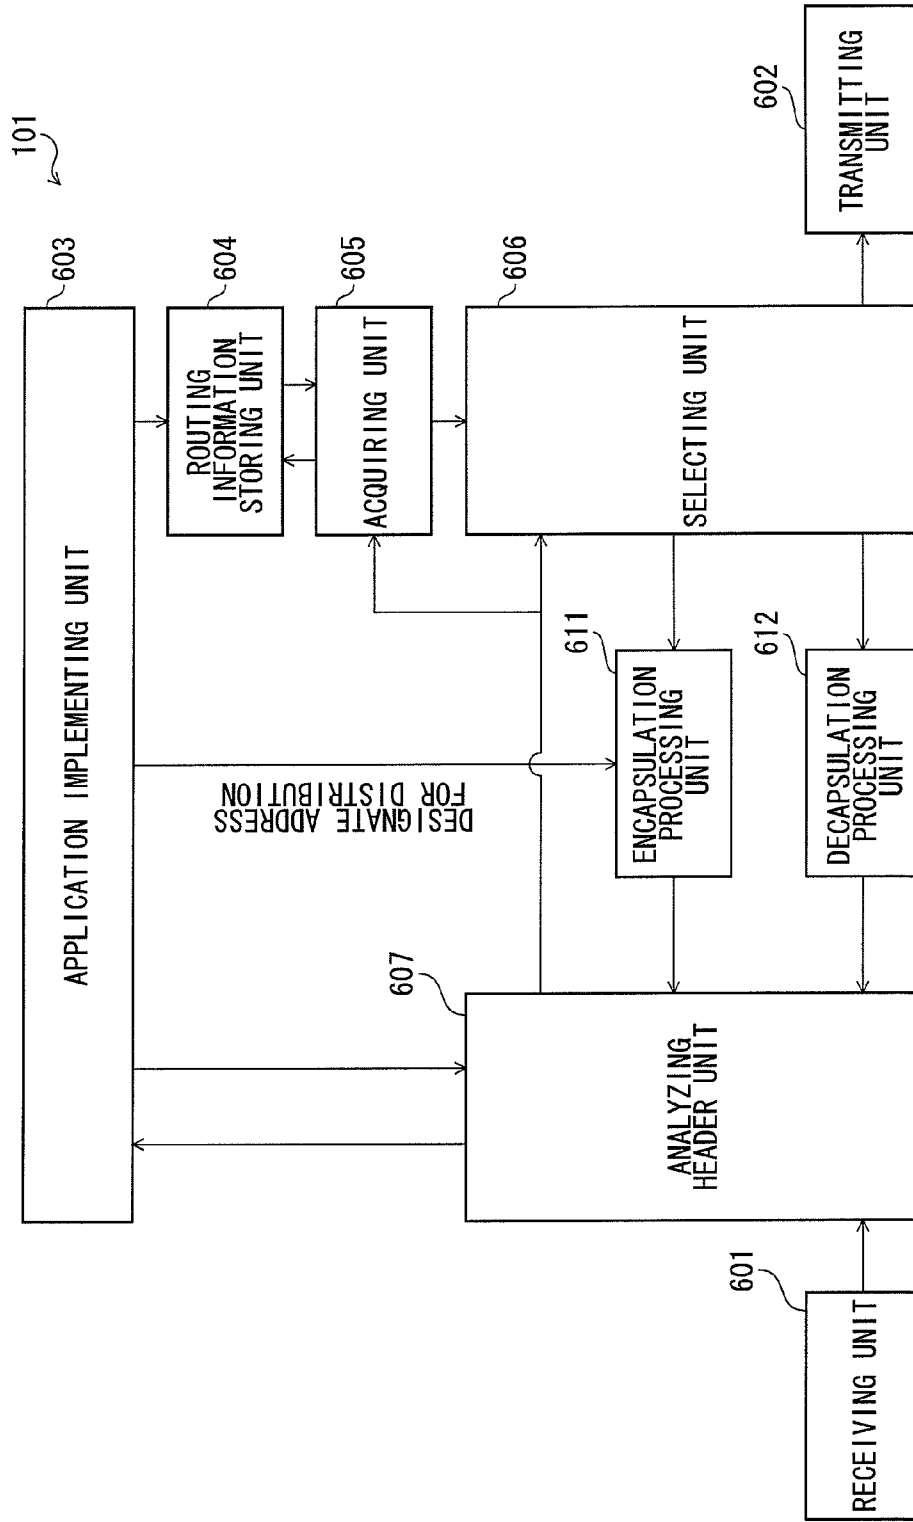 101
603
APPLICATION IMPLEMENTING UNIT
604
ROUTING
INFORMATION
STORING UNIT
605
ACQUIRING UNIT
606
SELECTING UNIT
602
TRANSMITTING
UNIT
DESIGNATE ADDRESS
FOR DISTRIBUTION
611
ENCAPSULATION
PROCESSING
UNIT
612
DECAPSULATION
PROCESSING
UNIT
607
ANALYZING
HEADER UNIT
601
RECEIVING UNIT